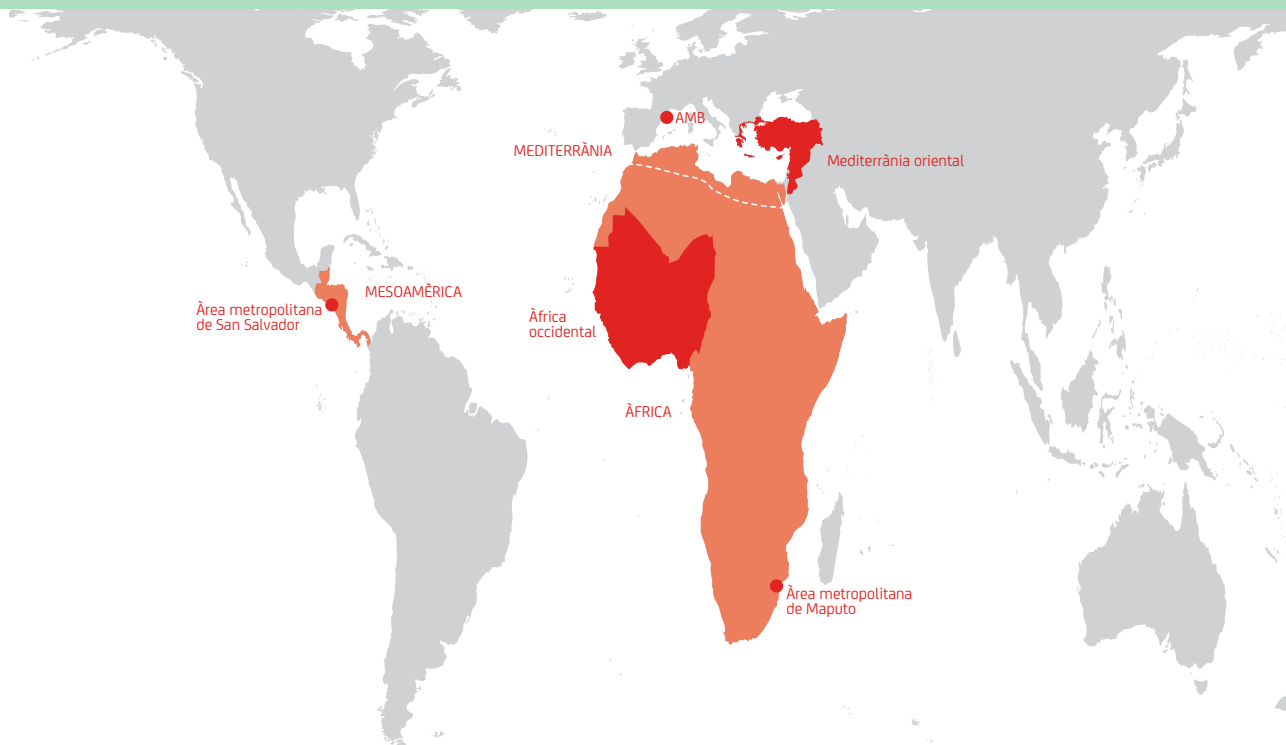 AMB
MEDITERRÀNIA
Mediterrània oriental
MESOAMÈRICA
Àrea metropolitana
de San Salvador
Àfrica
occidental
ÀFRICA
Àrea metropolitana
de Maputo